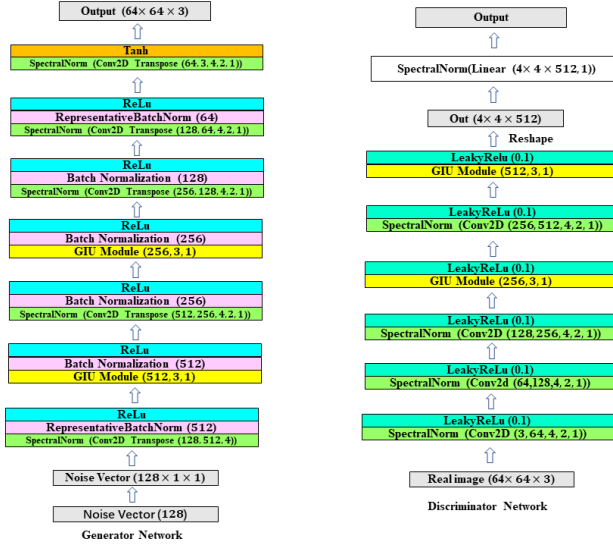 Output (64× 64 × 3)
Tanh
SpectralNorm (Conv2D Transpose (64,3,4,2,1))
ReLu
RepresentativeBatchNorm (64)
SpectralNorm (Conv2D Transpose (128,64,4,2,1))
ReLu
Batch Normalization (128)
SpectralNorm (Conv2D Transpose (256,128,4,2,1))
ReLu
Batch Normalization (256)
GIU Module (256,3,1)
ReLu
Batch Normalization (256)
SpectralNorm (Conv2D Transpose (512,256,4,2,1))
ReLu
Batch Normalization (512)
GIU Module (512,3,1)
ReLu
RepresentativeBatchNorm (512)
SpectralNorm (Conv2D Transpose (128,512,4))
Noise Vector (128 × 1 × 1)
Noise Vector (128)
Generator Network
Output
SpectralNorm(Linear (4× 4 × 512,1))
Out (4× 4 × 512)
Reshape
LeakyRelu (0.1)
GIU Module (512,3,1)
LeakyReLu (0.1)
SpectralNorm (Conv2D (256,512,4,2,1))
LeakyReLu (0.1)
GIU Module (256,3,1)
LeakyReLu (0.1)
SpectralNorm (Conv2D (128,256,4,2,1))
LeakyReLu (0.1)
SpectralNorm (Conv2d (64,128,4,2,1))
LeakyReLu (0.1)
SpectralNorm (Conv2D (3,64,4,2,1))
Real image (64× 64 × 3)
Discriminator Network